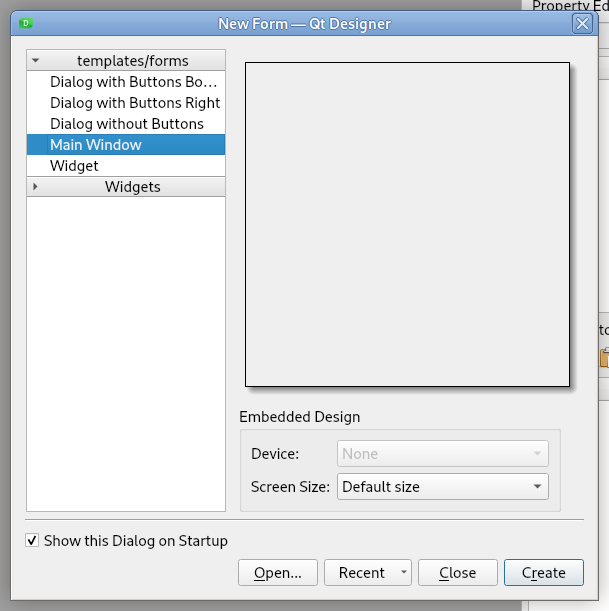 Property Ed
New Form — Qt Designer
templates/forms
Dialog with Buttons Bo...
Dialog with Buttons Right
Dialog without Buttons
Main Window
Widget
Widgets
Embedded Design
Device: None
Screen Size: Default size
Show this Dialog on Startup
Open... Recent Close Create